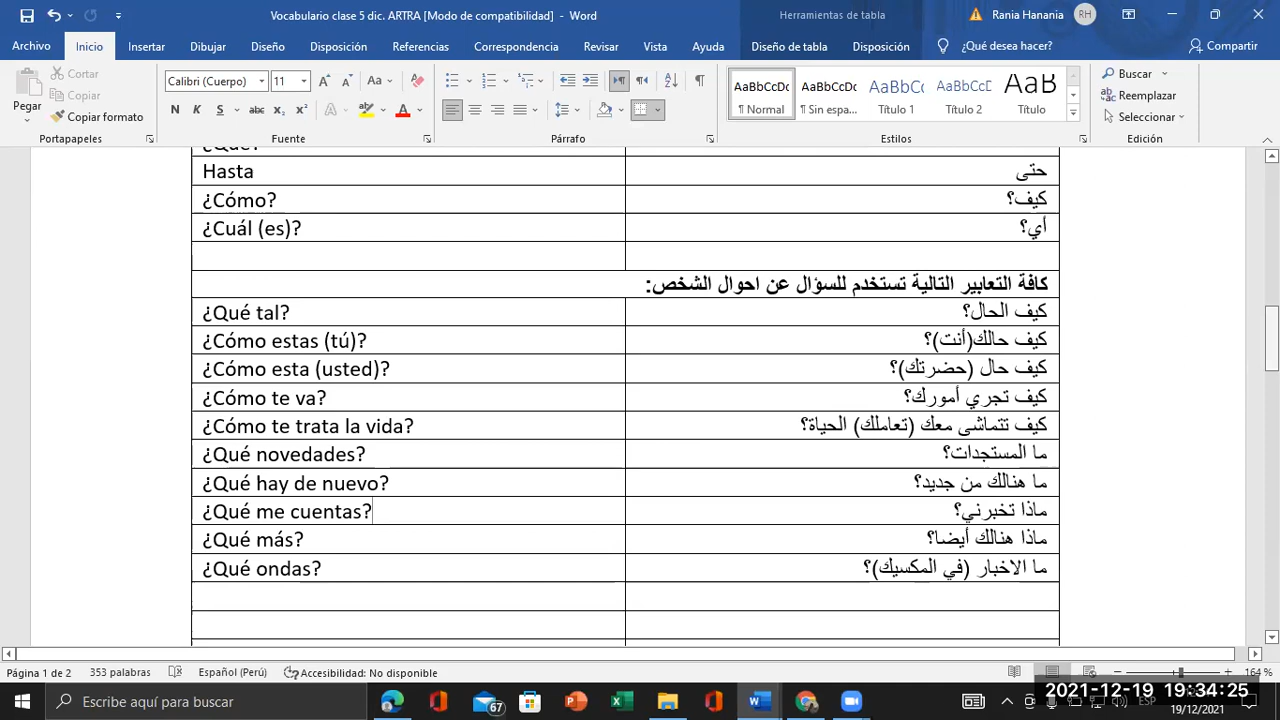 Vocabulario clase 5 dic. ARTRA [Modo de compatibilidad] - Word
Herramientas de tabla
Rania Hanania RH
Archivo Inicio Insertar Dibujar Diseño Disposición Referencias Correspondencia Revisar Vista Ayuda Diseño de tabla Disposición ¿Qué desea hacer? Compartir
Pegar
Cortar
Copiar
Copiar formato
Portapapeles
Calibri (Cuerpo) 11
Fuente
Párrafo
AaBbCcDc AaBbCcDc AaBbCc AaBbCcD AaB
¶ Normal ¶ Sin espa... Título 1 Título 2 Título
Estilos
Buscar
Reemplazar
Seleccionar
Edición
¿Qué?
Hasta حتى
¿Cómo? كيف؟
¿Cuál (es)? أي؟
كافة التعابير التالية تستخدم للسؤال عن احوال الشخص:
¿Qué tal? كيف الحال؟
¿Cómo estas (tú)? كيف حالك(أنت)؟
¿Cómo esta (usted)? كيف حال (حضرتك)؟
¿Cómo te va? كيف تجري أمورك؟
¿Cómo te trata la vida? كيف تتماشى معك (تعاملك) الحياة؟
¿Qué novedades? ما المستجدات؟
¿Qué hay de nuevo? ما هنالك من جديد؟
¿Qué me cuentas? ماذا تخبرني؟
¿Qué más? ماذا هنالك أيضا؟
¿Qué ondas? ما الاخبار (في المكسيك)؟
Página 1 de 2 353 palabras Español (Perú) Accesibilidad: No disponible 164 %
Escribe aquí para buscar
67
ESP
2021-12-19 19:34:25
19/12/2021